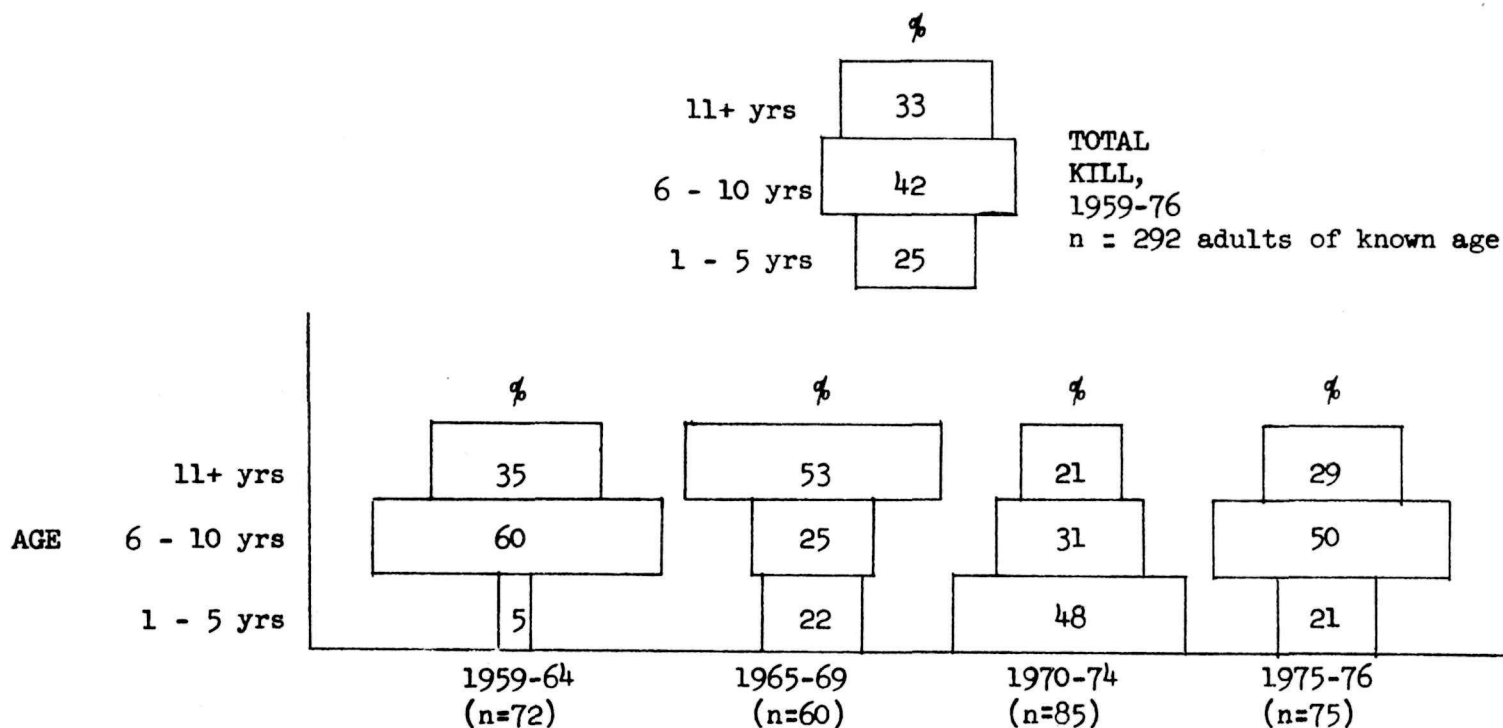 %
11+ yrs 33
6 - 10 yrs 42
1 - 5 yrs 25
TOTAL
KILL,
1959-76
n = 292 adults of known age
% % % %
11+ yrs 35 53 21 29
AGE 6 - 10 yrs 60 25 31 50
1 - 5 yrs 5 22 48 21
1959-64 1965-69 1970-74 1975-76
(n=72) (n=60) (n=85) (n=75)